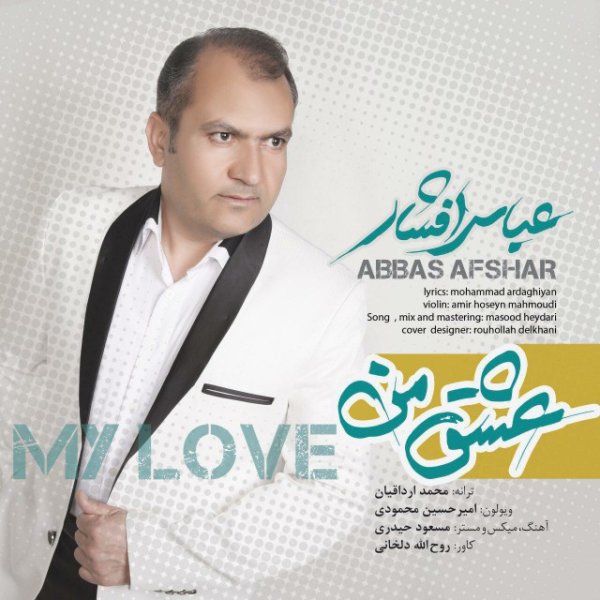 عباس افشار
ABBAS AFSHAR
lyrics: mohammad ardaghiyan
violin: amir hoseyn mahmoudi
Song , mix and mastering: masood heydari
cover designer: rouhollah delkhani
عشق من
MY LOVE
ترانه: محمد ارداقیان
ویولون: امیرحسین محمودی
آهنگ، میکس و مستر: مسعود حیدری
کاور: روح‌الله دلخانی